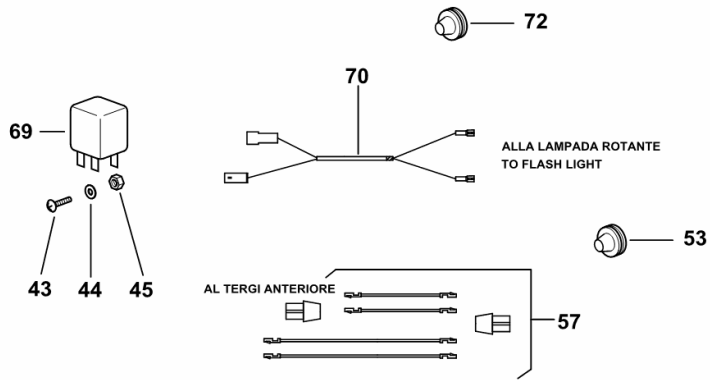 72
70
69
ALLA LAMPADA ROTANTE
TO FLASH LIGHT
53
43
44
45
AL TERGI ANTERIORE
57